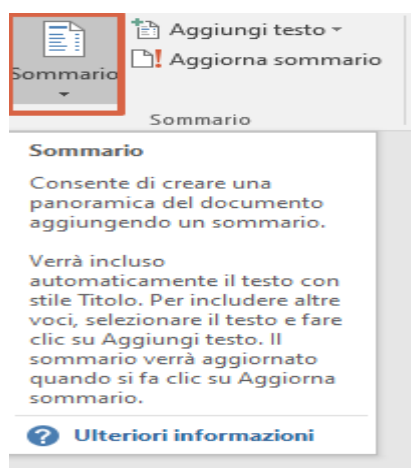 Sommario
Aggiungi testo
Aggiorna sommario
Sommario
Sommario
Consente di creare una
panoramica del documento
aggiungendo un sommario.
Verrà incluso
automaticamente il testo con
stile Titolo. Per includere altre
voci, selezionare il testo e fare
clic su Aggiungi testo. Il
sommario verrà aggiornato
quando si fa clic su Aggiorna
sommario.
Ulteriori informazioni